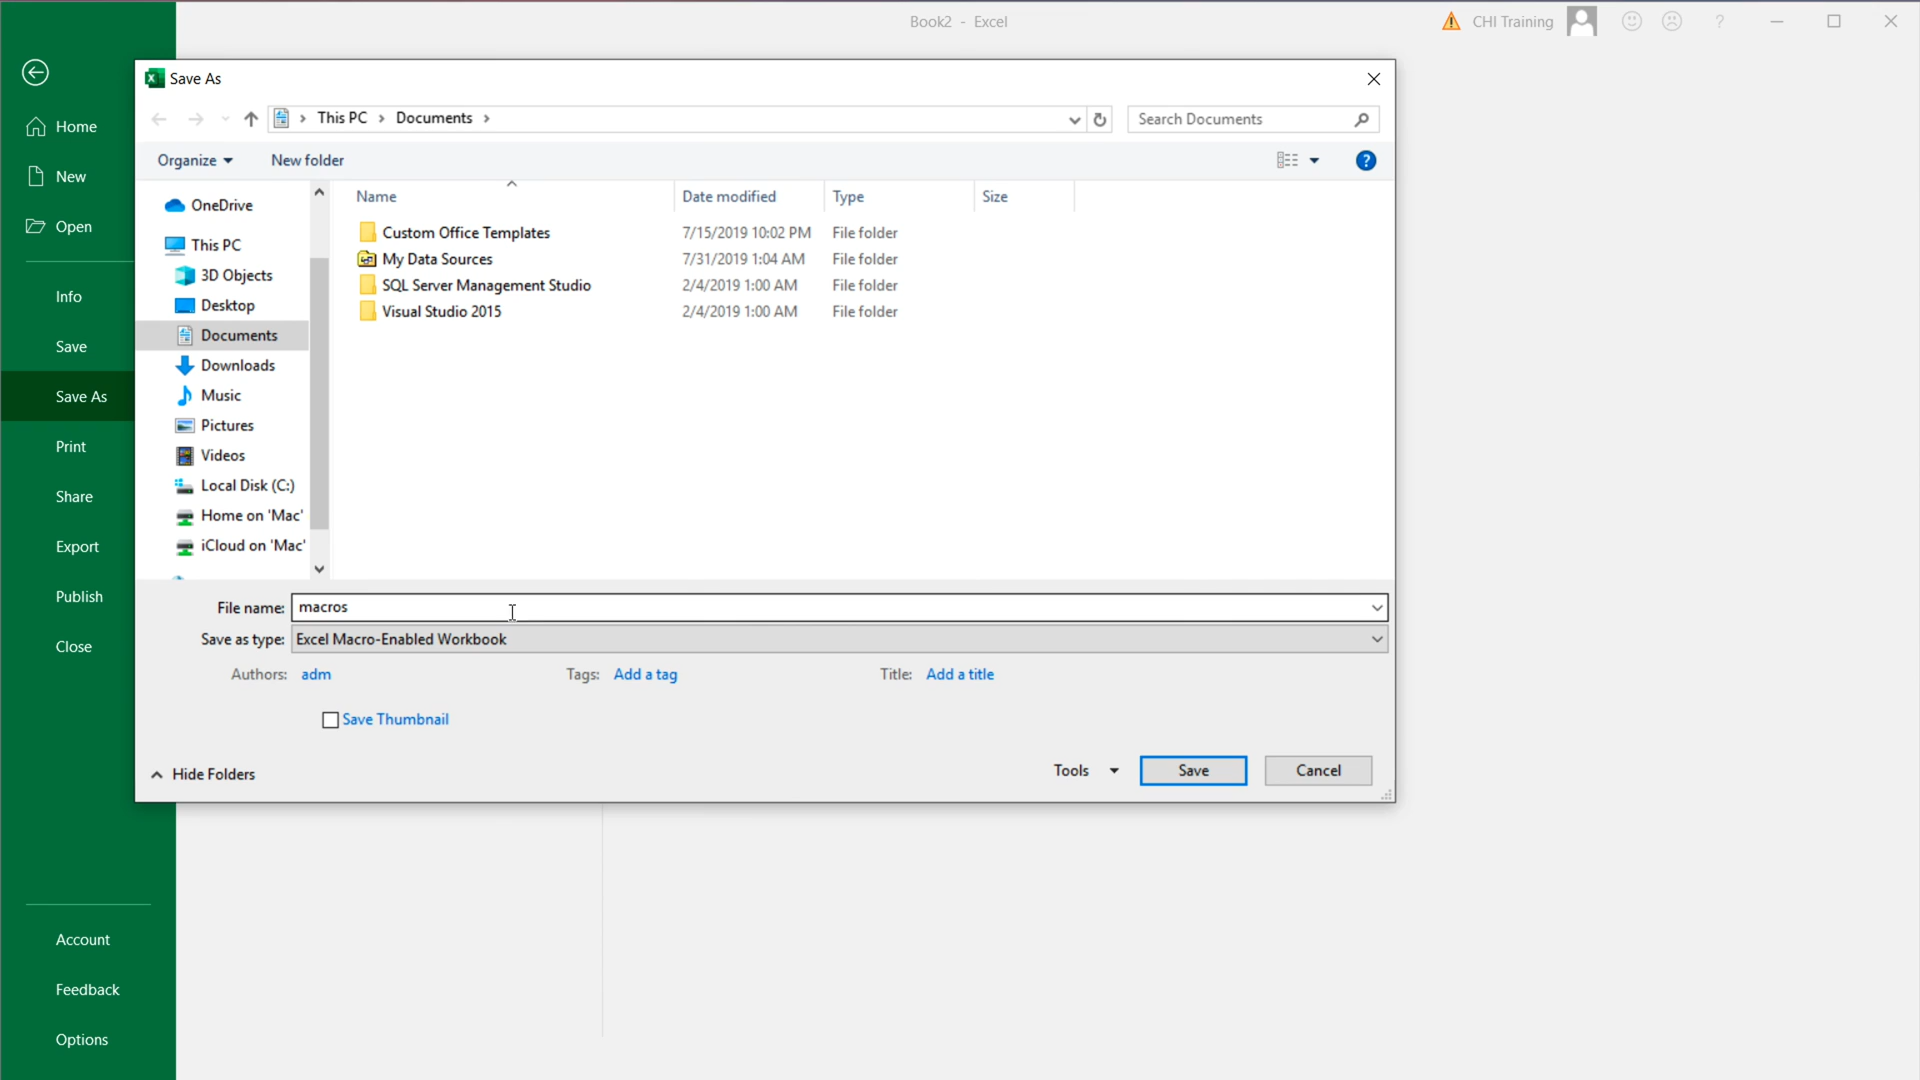 Book2 - Excel
CHI Training
?
Save As
This PC > Documents >
Search Documents
Organize
New folder
?
Home
New
Open
Info
Save
Save As
Print
Share
Export
Publish
Close
Account
Feedback
Options
OneDrive
This PC
3D Objects
Desktop
Documents
Downloads
Music
Pictures
Videos
Local Disk (C:)
Home on 'Mac'
iCloud on 'Mac'
Name Date modified Type Size
Custom Office Templates 7/15/2019 10:02 PM File folder
My Data Sources 7/31/2019 1:04 AM File folder
SQL Server Management Studio 2/4/2019 1:00 AM File folder
Visual Studio 2015 2/4/2019 1:00 AM File folder
File name: macros
Save as type: Excel Macro-Enabled Workbook
Authors: adm Tags: Add a tag Title: Add a title
Save Thumbnail
Hide Folders
Tools Save Cancel